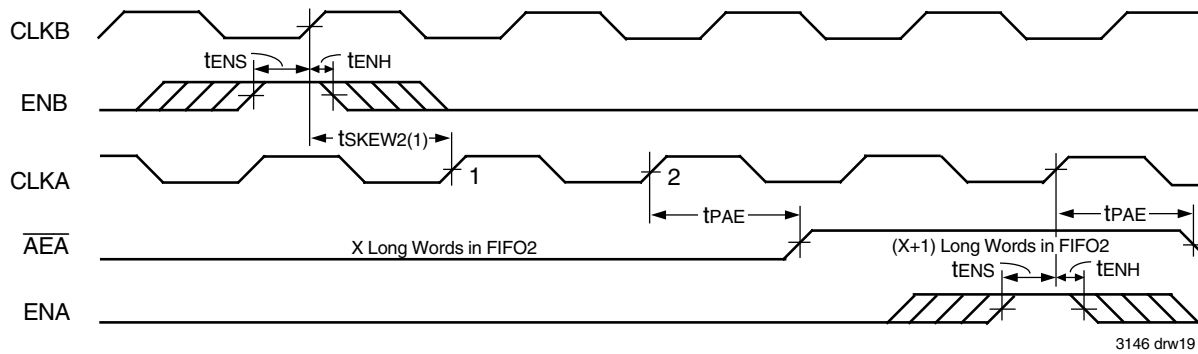 CLKB
tENS
tENH
ENB
tSKEW2(1)
CLKA
1
2
tPAE
tPAE
AEA
X Long Words in FIFO2
(X+1) Long Words in FIFO2
tENS
tENH
ENA
3146 drw19